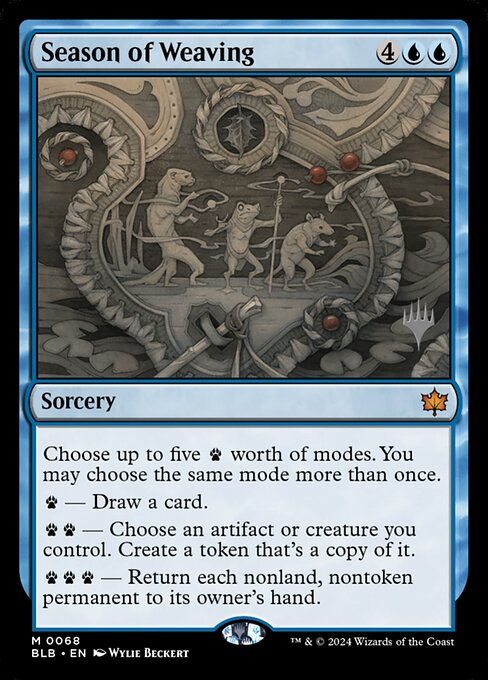 Season of Weaving 4
Sorcery
Choose up to five worth of modes. You
may choose the same mode more than once.
— Draw a card.
— Choose an artifact or creature you
control. Create a token that's a copy of it.
— Return each nonland, nontoken
permanent to its owner's hand.
M 0068 ™ & © 2024 Wizards of the Coast
BLB • EN Wylie Beckert